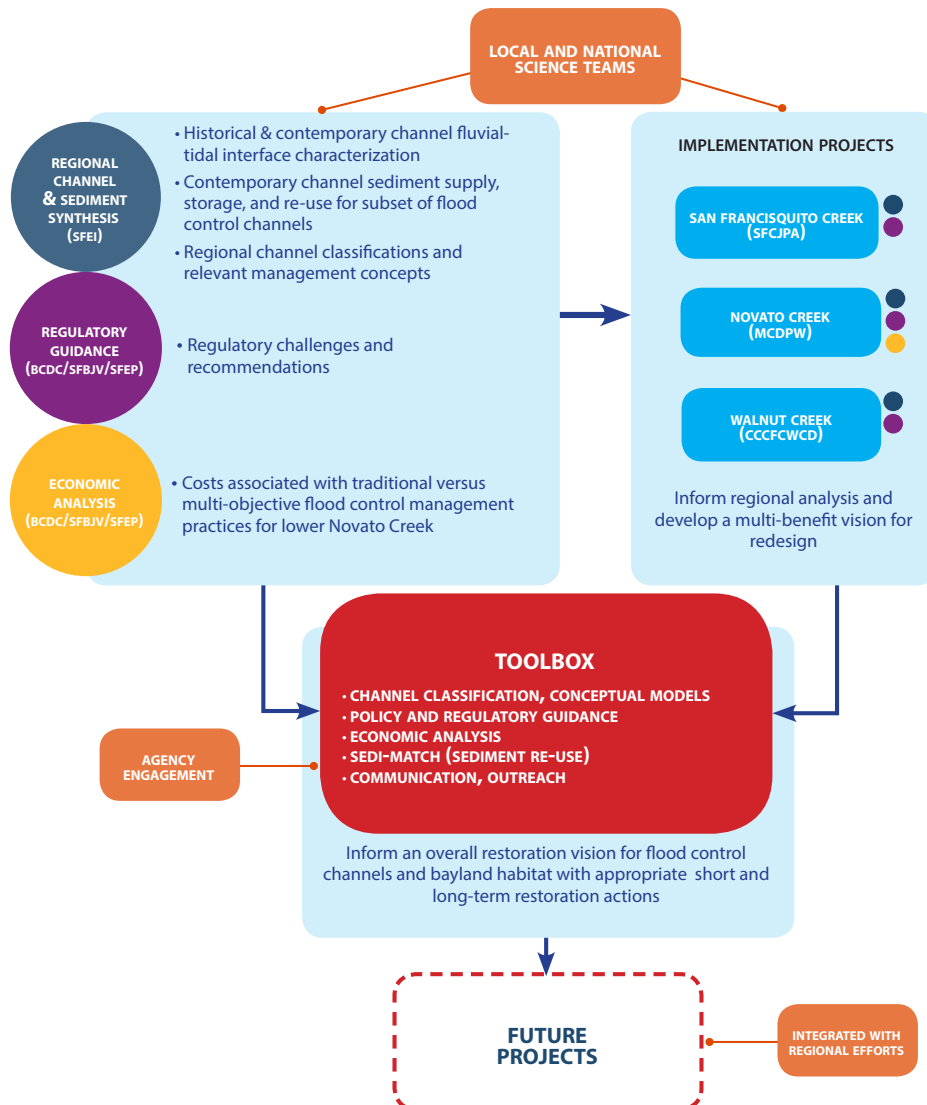 LOCAL AND NATIONAL
SCIENCE TEAMS
REGIONAL
CHANNEL
& SEDIMENT
SYNTHESIS
(SFEI)
• Historical & contemporary channel fluvial-
tidal interface characterization
• Contemporary channel sediment supply,
storage, and re-use for subset of flood
control channels
• Regional channel classifications and
relevant management concepts
REGULATORY
GUIDANCE
(BCDC/SFBJV/SFEP)
• Regulatory challenges and
recommendations
ECONOMIC
ANALYSIS
(BCDC/SFBJV/SFEP)
• Costs associated with traditional versus
multi-objective flood control management
practices for lower Novato Creek
IMPLEMENTATION PROJECTS
SAN FRANCISQUITO CREEK
(SFCJPA)
NOVATO CREEK
(MCDPW)
WALNUT CREEK
(CCCFCWCD)
Inform regional analysis and
develop a multi-benefit vision for
redesign
TOOLBOX
• CHANNEL CLASSIFICATION, CONCEPTUAL MODELS
• POLICY AND REGULATORY GUIDANCE
• ECONOMIC ANALYSIS
• SEDI-MATCH (SEDIMENT RE-USE)
• COMMUNICATION, OUTREACH
AGENCY
ENGAGEMENT
Inform an overall restoration vision for flood control
channels and bayland habitat with appropriate short and
long-term restoration actions
FUTURE
PROJECTS
INTEGRATED WITH
REGIONAL EFFORTS